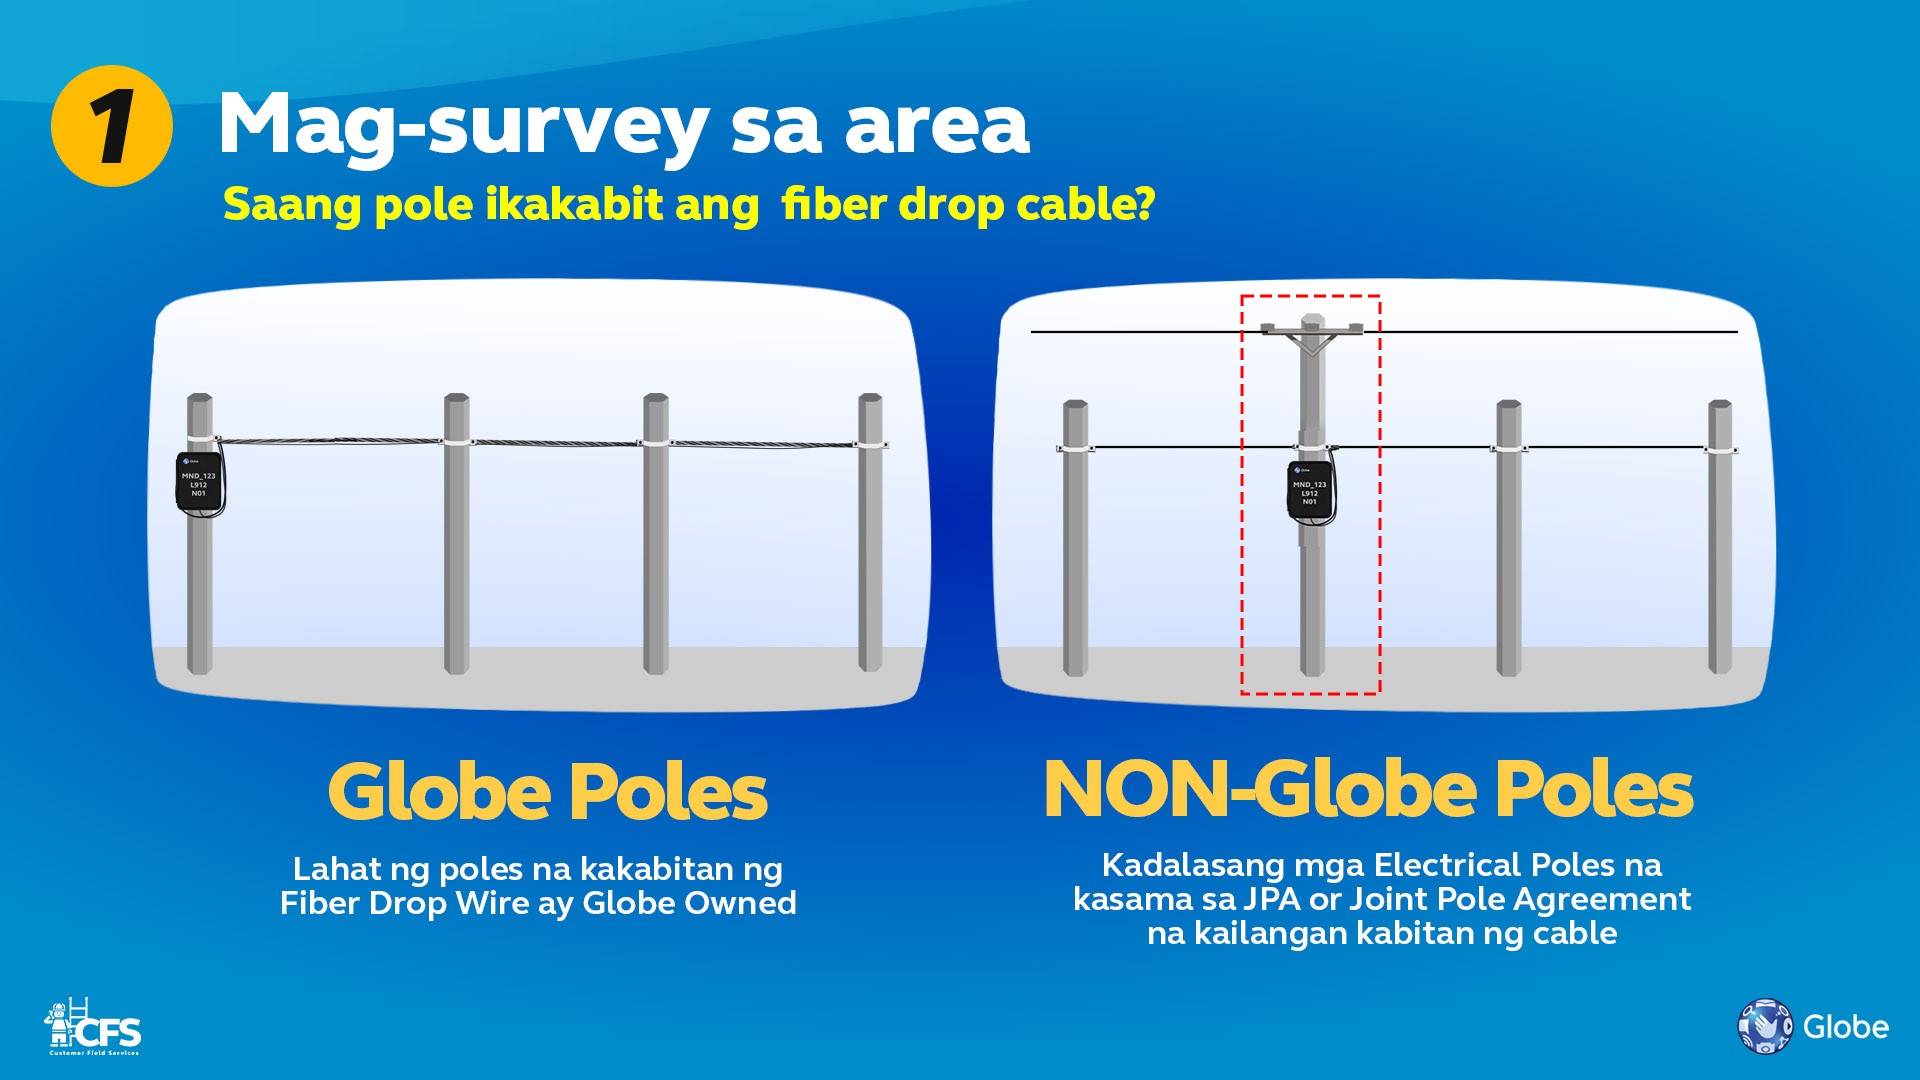 1
Mag-survey sa area
Saang pole ikakabit ang fiber drop cable?
Globe
MND_123
L912
N01
Globe
MND_123
L912
N01
Globe Poles
Lahat ng poles na kakabitan ng
Fiber Drop Wire ay Globe Owned
NON-Globe Poles
Kadalasang mga Electrical Poles na
kasama sa JPA or Joint Pole Agreement
na kailangan kabitan ng cable
CFS
Customer Field Services
Globe